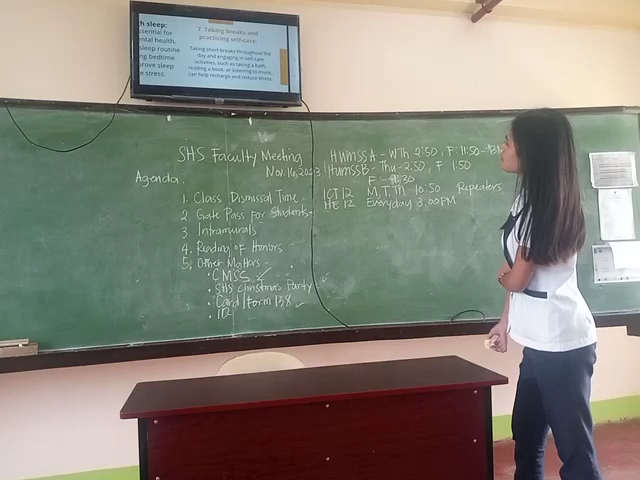 h sleep:
ssential for
ental health.
sleep routine
ng bedtime
prove sleep
e stress.
7 Taking breaks and
practicing self-care:
Taking short breaks throughout the
day and engaging in self-care
activities, such as taking a bath,
reading a book, or listening to music,
can help recharge and reduce stress.
SHS Faculty Meeting
Nov. 16, 2023
Agenda:
1. Class Dismissal Time
2. Gate Pass for Students
3. Intramurals
4. Reading of Honors
5. Other Matters
• CMSS ✓
• SHS Christmas Party
• Card/Form 138 ✓
• ID
HUMSS A - WTh 2:50, F: 11:50
HUMSS B - Thu - 2:50, F 1:50
F - :30
ICT 12 M, T, Th 10:50 Repeaters
HE 12 Everyday 3:00 PM